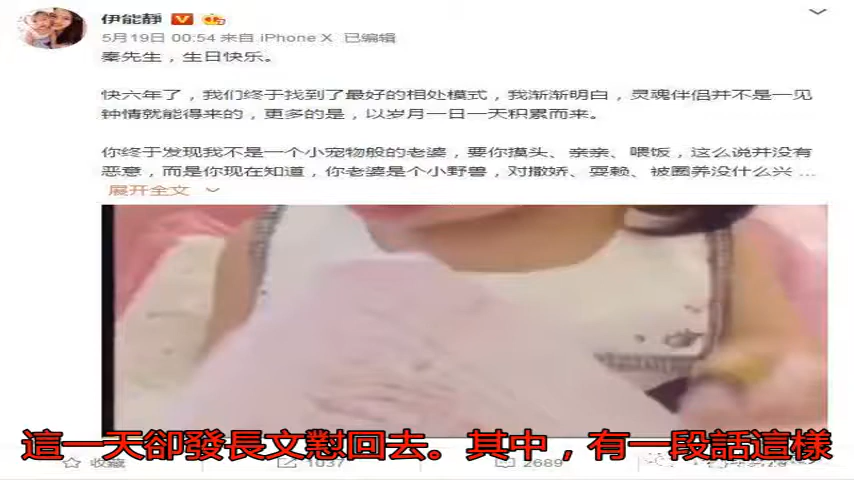 伊能靜
5月19日 00:54 来自 iPhone X 已编辑
秦先生，生日快乐。
快六年了，我们终于找到了最好的相处模式，我渐渐明白，灵魂伴侣并不是一见
钟情就能得来的，更多的是，以岁月一日一天积累而来。
你终于发现我不是一个小宠物般的老婆，要你摸头、亲亲、喂饭，这么说并没有
恶意，而是你现在知道，你老婆是个小野兽，对撒娇、耍赖、被圈养没什么兴 ...
展开全文
這一天卻發長文懟回去。其中，有一段話這樣
收藏 1037 2689